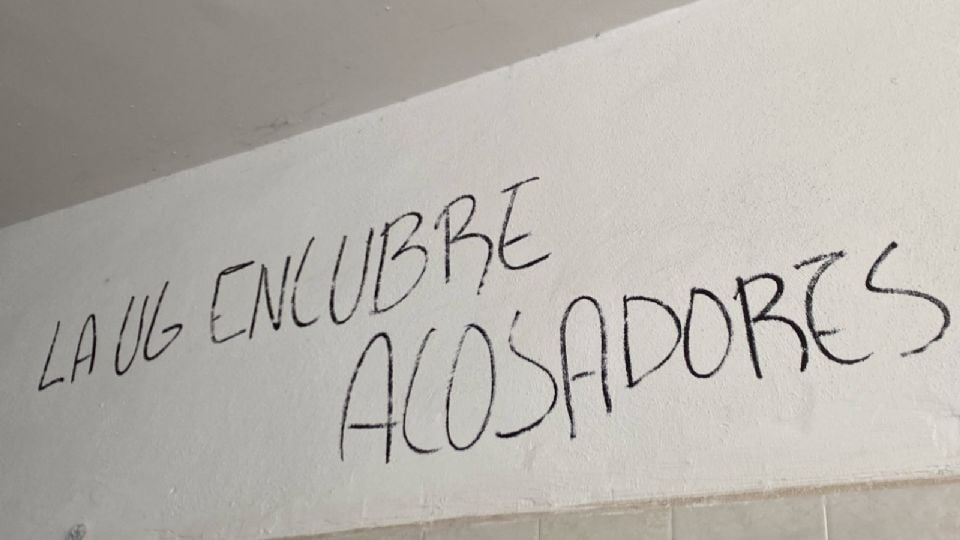 LA UG ENCUBRE
ACOSADORES